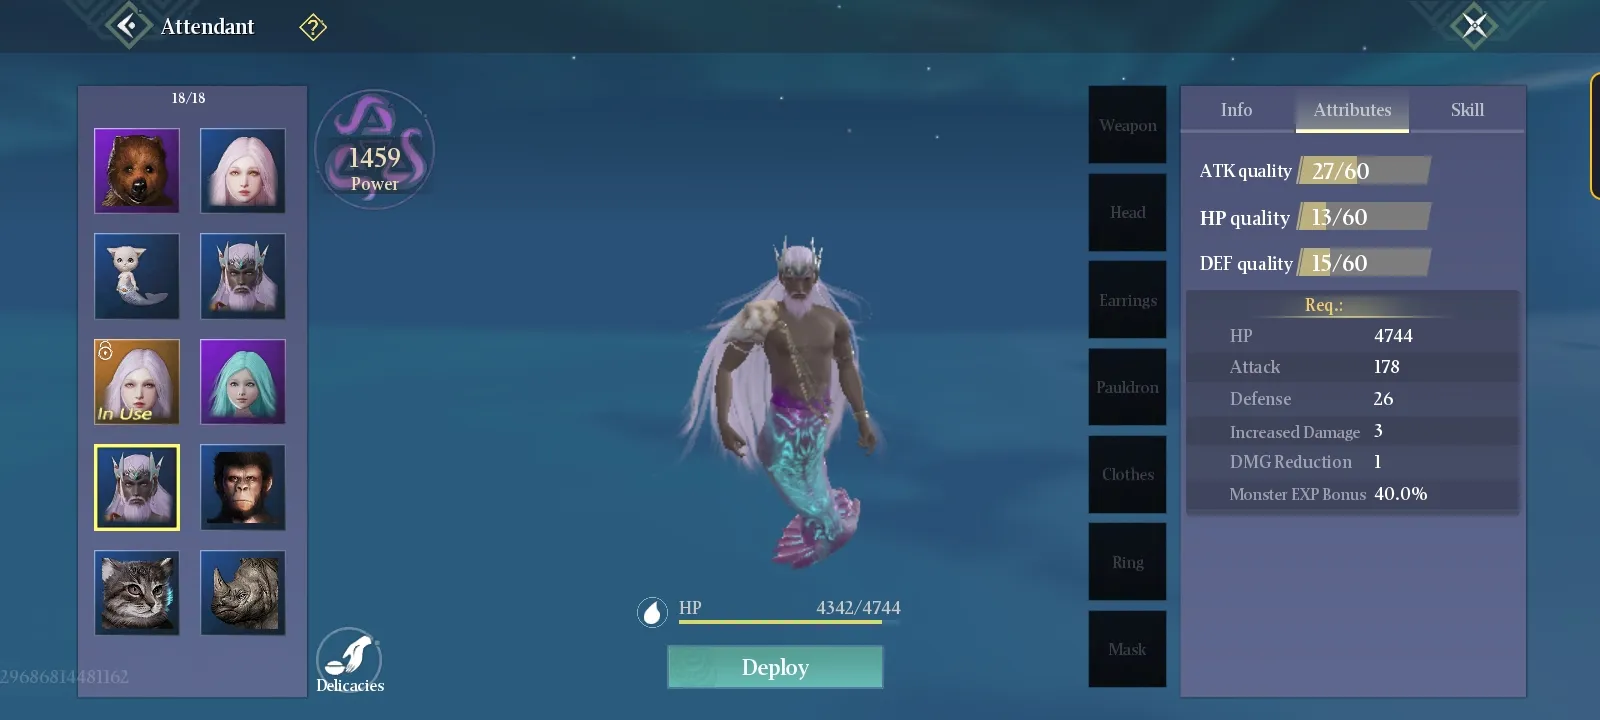 Attendant
?
18/18
1459
Power
In Use
29686814481162
Delicacies
HP 4342/4744
Deploy
Weapon
Head
Earrings
Pauldron
Clothes
Ring
Mask
Info Attributes Skill
ATK quality 27/60
HP quality 13/60
DEF quality 15/60
Req.:
HP 4744
Attack 178
Defense 26
Increased Damage 3
DMG Reduction 1
Monster EXP Bonus 40.0%